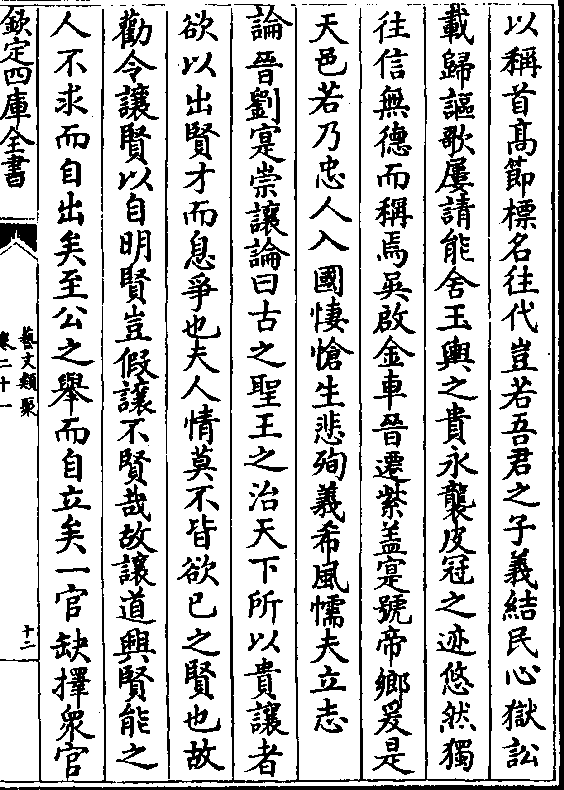 以稱首髙節標名往代豈若吾君之子義結民心獄訟
載歸謳歌屢請能舍玉輿之貴永襲皮冠之迹悠然獨
往信無德而稱焉吳啟金車晉遷紫盖寔號帝鄉爰是
天邑若乃忠人入國悽愴生悲殉義希風懦夫立志
論晉劉寔崇讓論曰古之聖王之治天下所以貴讓者
欲以出賢才而息爭也夫人情莫不皆欲已之賢也故
勸令讓賢以自明賢豈假讓不賢哉故讓道興賢能之
人不求而自出矣至公之舉而自立矣一官缺擇衆官
欽定四庫全書
藝文類聚
卷二十一
十二